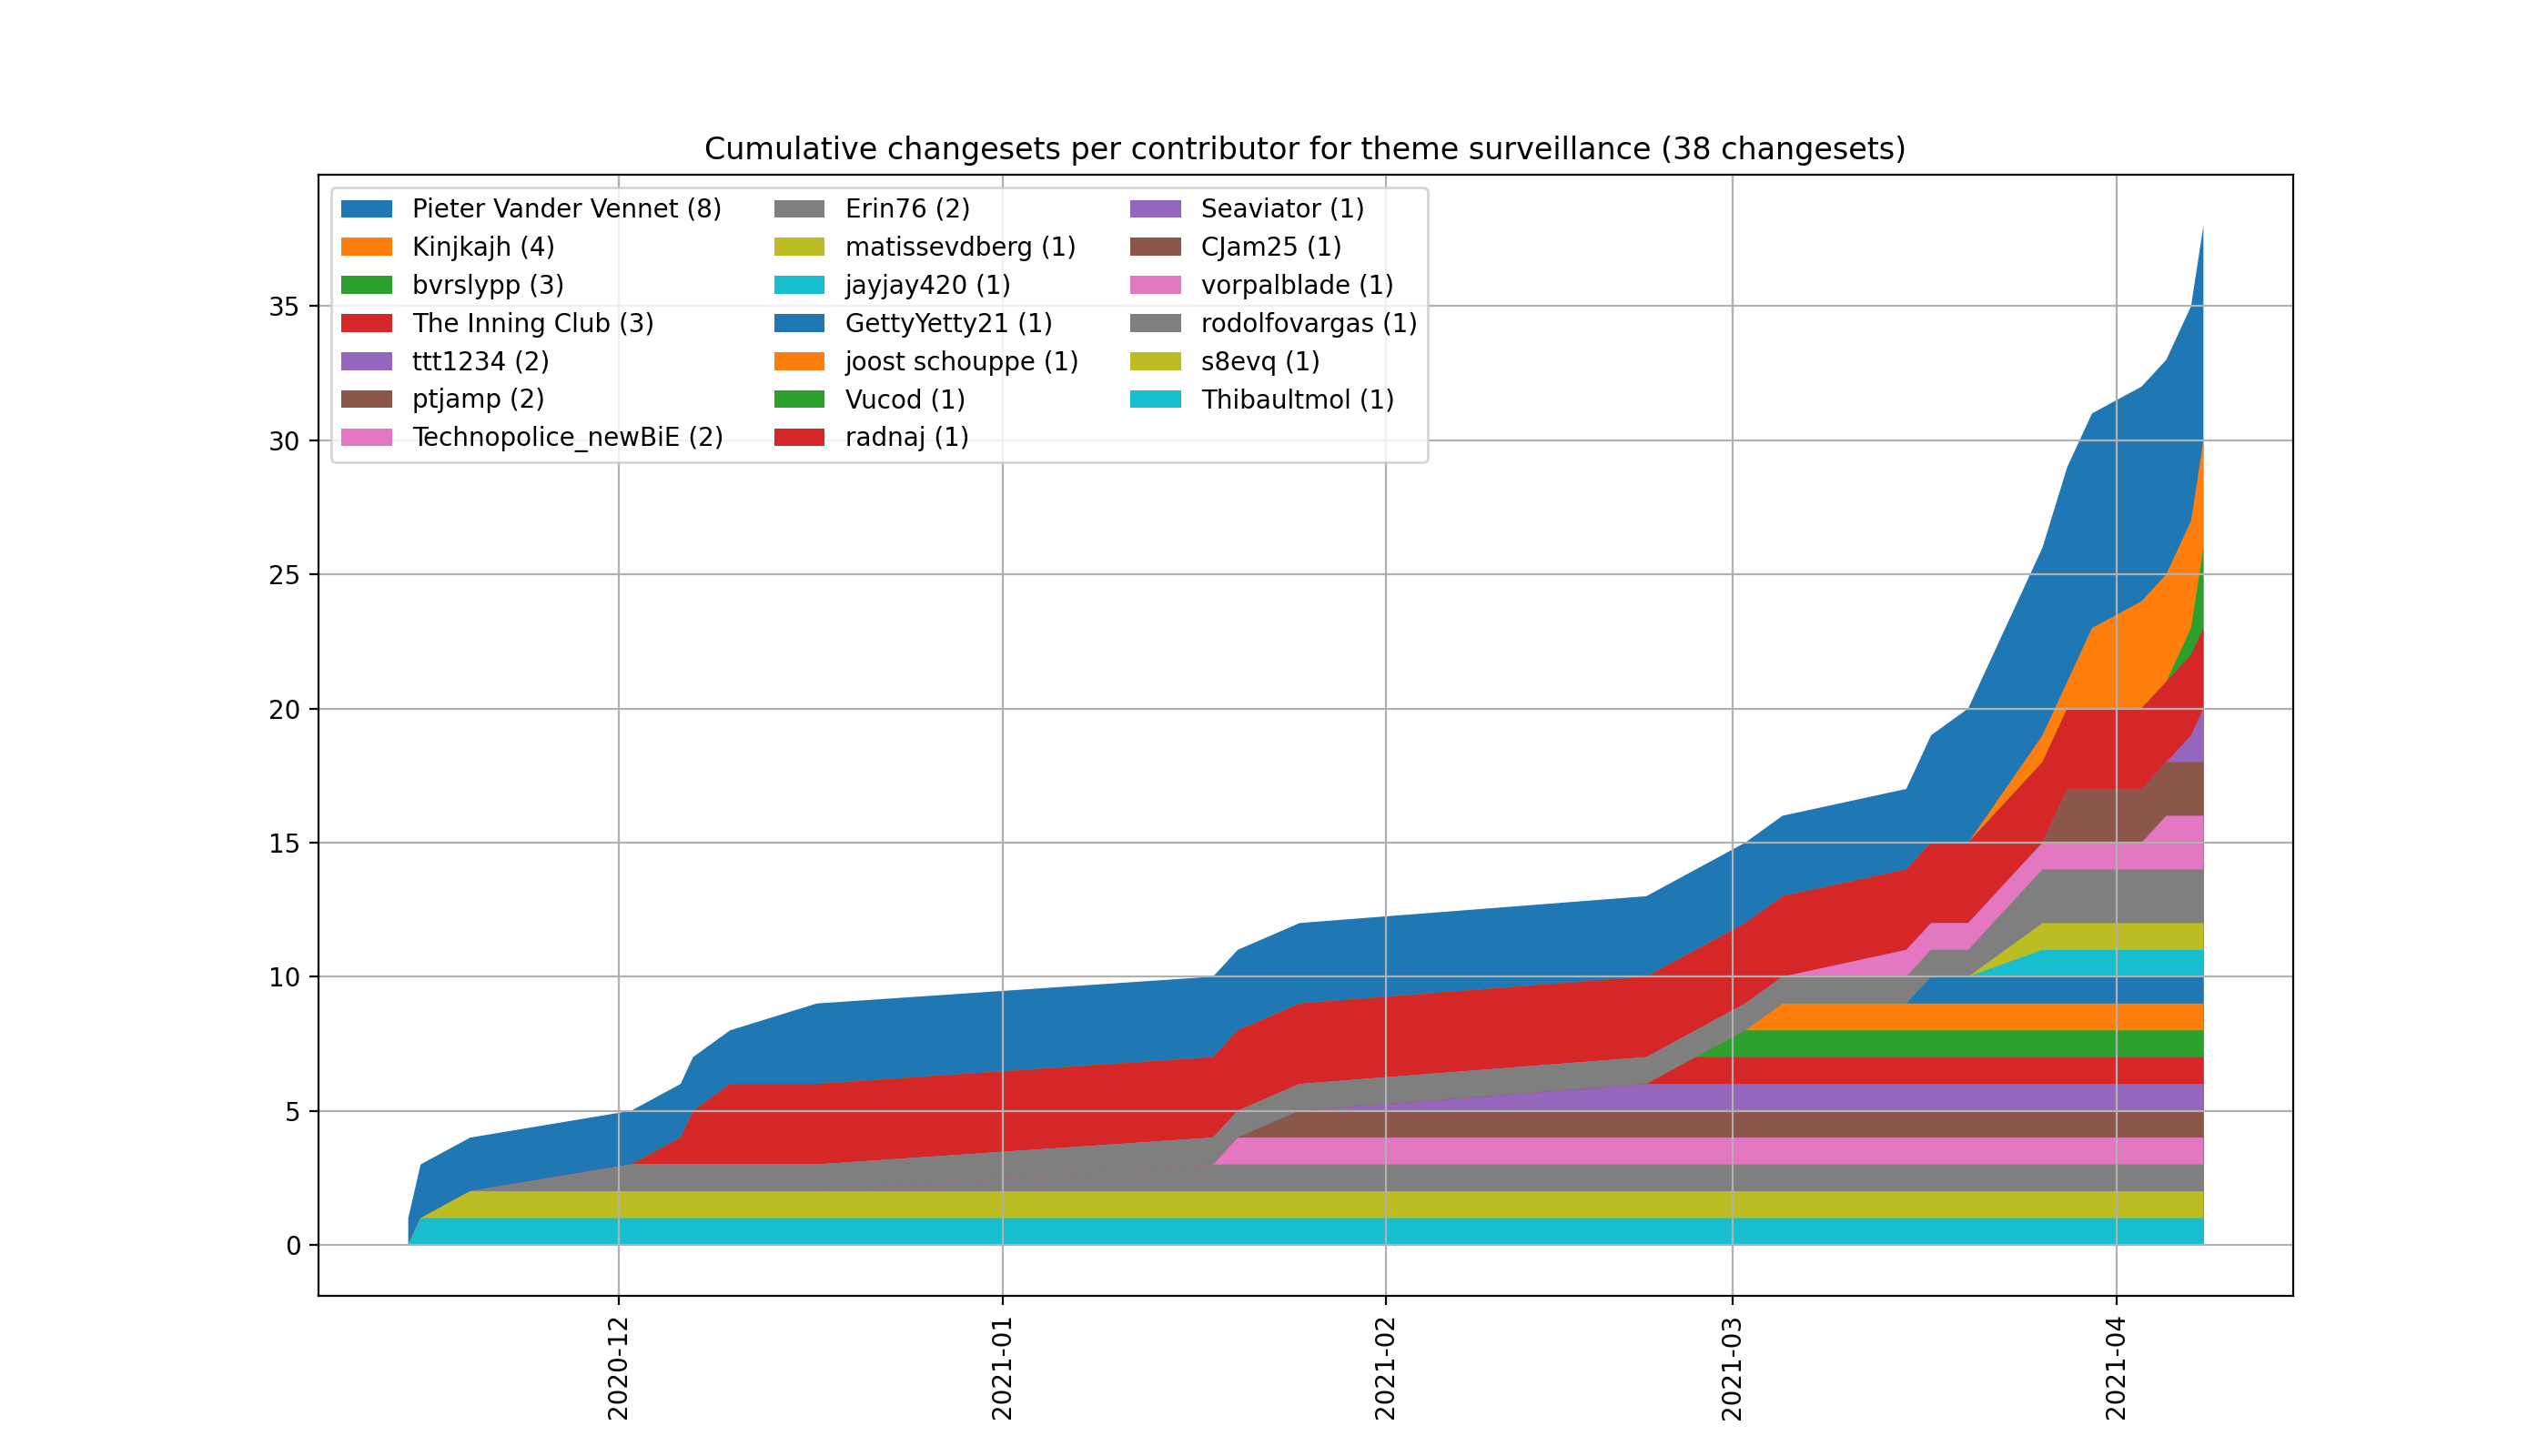 Cumulative changesets per contributor for theme surveillance (38 changesets)
Pieter Vander Vennet (8)
Kinjkajh (4)
bvrslypp (3)
The Inning Club (3)
ttt1234 (2)
ptjamp (2)
Technopolice_newBiE (2)
Erin76 (2)
matissevdberg (1)
jayjay420 (1)
GettyYetty21 (1)
joost schouppe (1)
Vucod (1)
radnaj (1)
Seaviator (1)
CJam25 (1)
vorpalblade (1)
rodolfovargas (1)
s8evq (1)
Thibaultmol (1)
35
30
25
20
15
10
5
0
2020-12
2021-01
2021-02
2021-03
2021-04